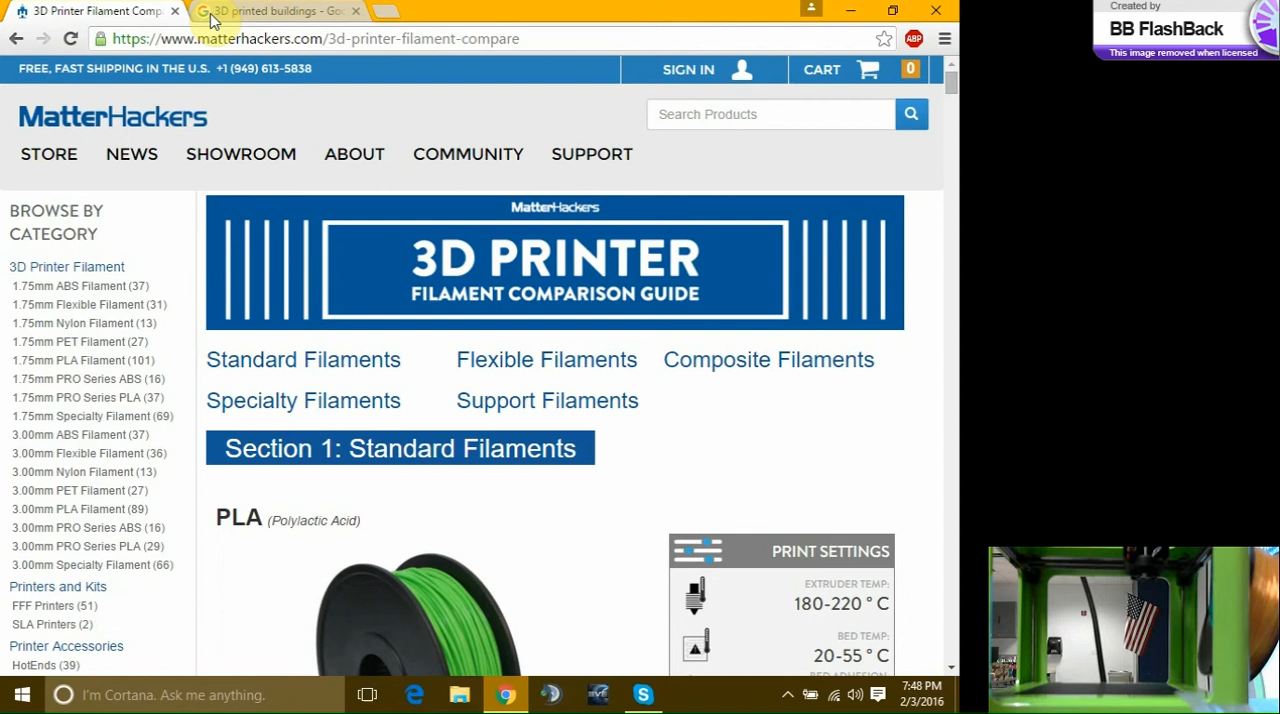 3D Printer Filament Comp
3D printed buildings - Goo
https://www.matterhackers.com/3d-printer-filament-compare
ABP
Created by
BB FlashBack
This image removed when licensed
FREE, FAST SHIPPING IN THE U.S. +1 (949) 613-5838
SIGN IN
CART
0
MatterHackers
Search Products
STORE
NEWS
SHOWROOM
ABOUT
COMMUNITY
SUPPORT
BROWSE BY
CATEGORY
3D Printer Filament
1.75mm ABS Filament (37)
1.75mm Flexible Filament (31)
1.75mm Nylon Filament (13)
1.75mm PET Filament (27)
1.75mm PLA Filament (101)
1.75mm PRO Series ABS (16)
1.75mm PRO Series PLA (37)
1.75mm Specialty Filament (69)
3.00mm ABS Filament (37)
3.00mm Flexible Filament (36)
3.00mm Nylon Filament (13)
3.00mm PET Filament (27)
3.00mm PLA Filament (89)
3.00mm PRO Series ABS (16)
3.00mm PRO Series PLA (29)
3.00mm Specialty Filament (66)
Printers and Kits
FFF Printers (51)
SLA Printers (2)
Printer Accessories
HotEnds (39)
MatterHackers
3D PRINTER
FILAMENT COMPARISON GUIDE
Standard Filaments
Flexible Filaments
Composite Filaments
Specialty Filaments
Support Filaments
Section 1: Standard Filaments
PLA (Polylactic Acid)
PRINT SETTINGS
EXTRUDER TEMP:
180-220 ° C
BED TEMP:
20-55 ° C
I'm Cortana. Ask me anything.
7:48 PM
2/3/2016